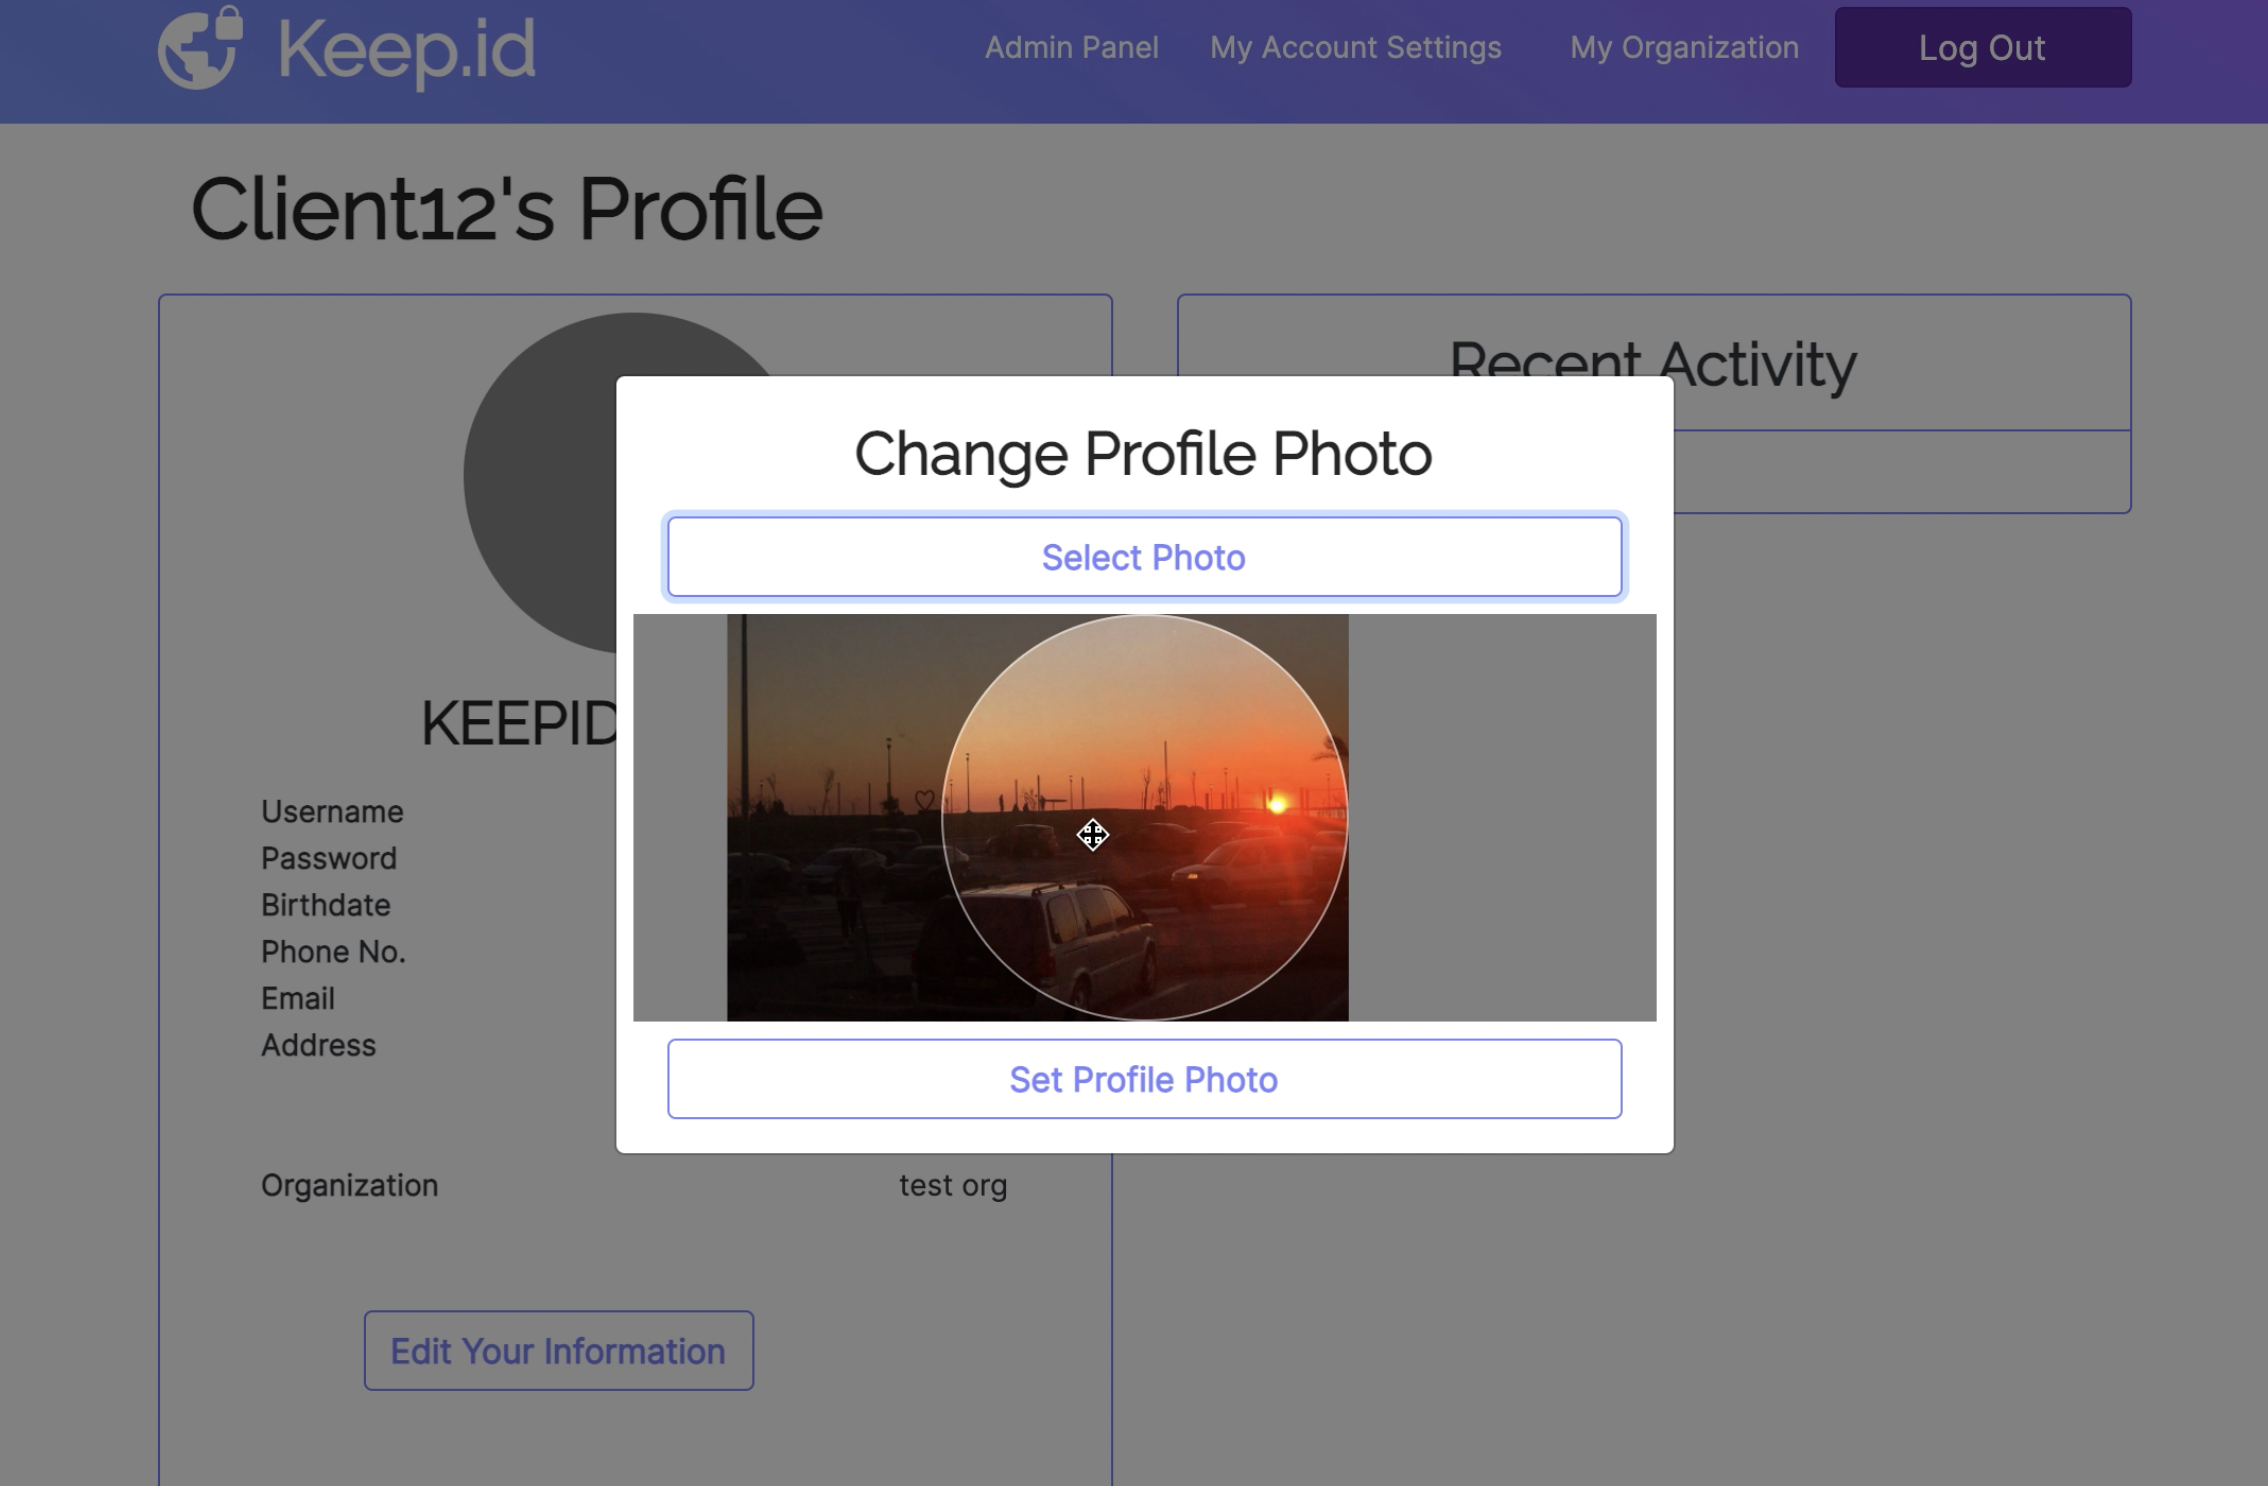 Keep.id
Admin Panel
My Account Settings
My Organization
Log Out
Client12's Profile
Recent Activity
Change Profile Photo
Select Photo
KEEPID
Username
Password
Birthdate
Phone No.
Email
Address
Set Profile Photo
Organization
test org
Edit Your Information